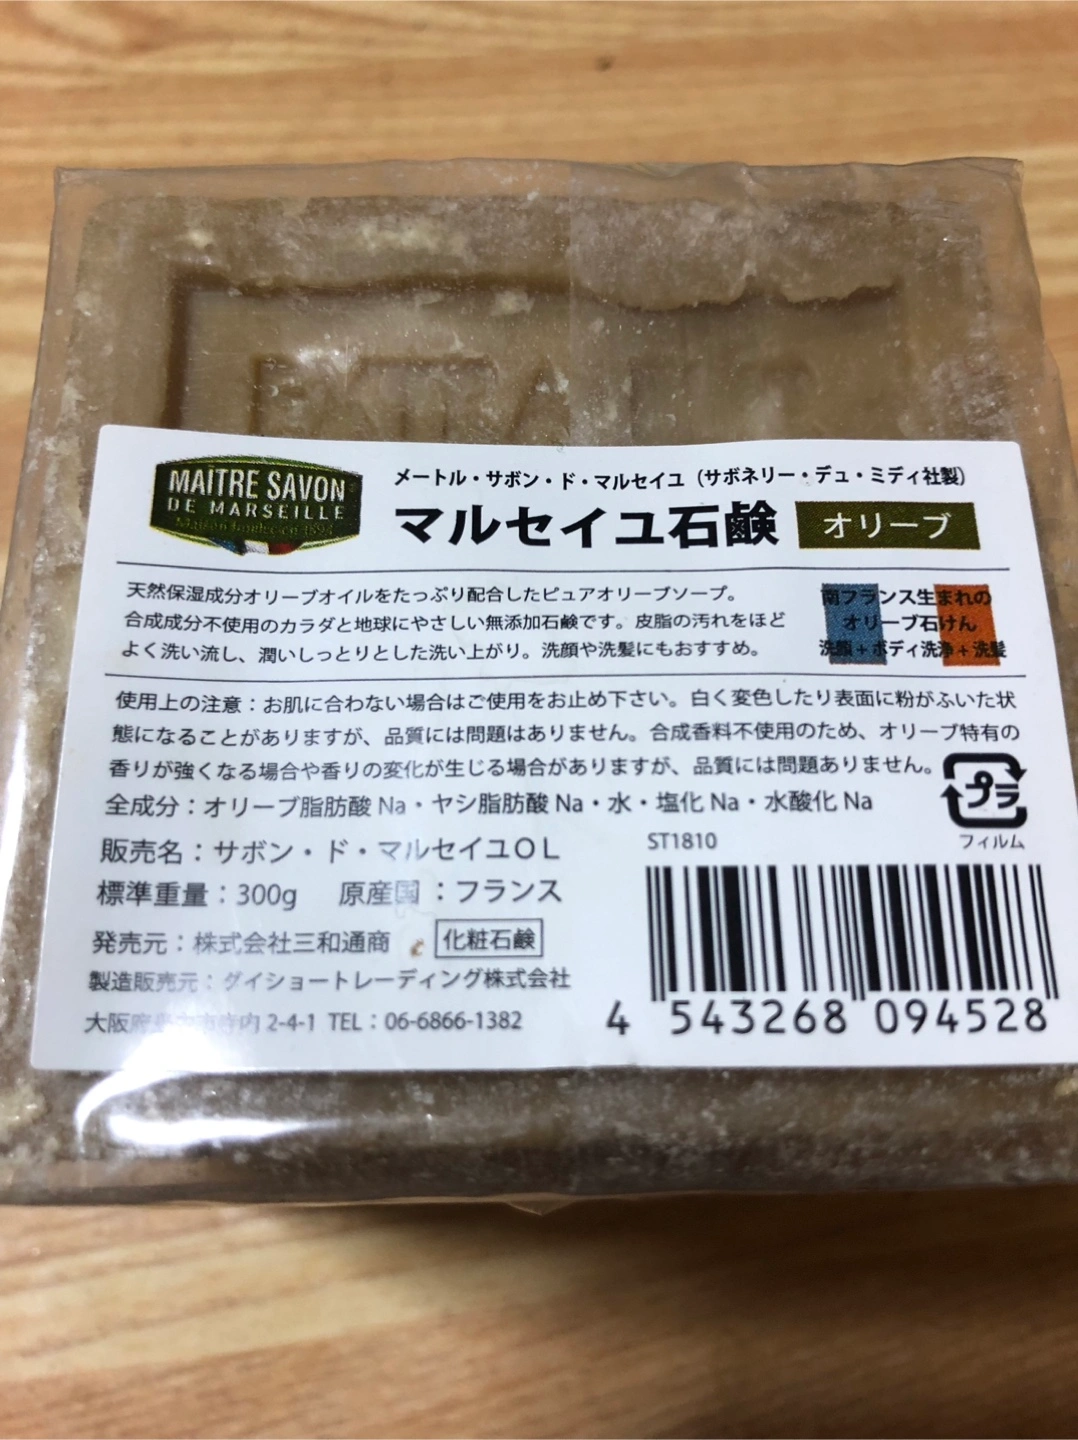 MAÎTRE SAVON
DE MARSEILLE
メートル・サボン・ド・マルセイユ（サボネリー・デュ・ミディ社製）
マルセイユ石鹸 オリーブ
天然保湿成分オリーブオイルをたっぷり配合したピュアオリーブソープ。
合成成分不使用のカラダと地球にやさしい無添加石鹸です。皮脂の汚れをほど
よく洗い流し、潤いしっとりとした洗い上がり。洗顔や洗髪にもおすすめ。
南フランス生まれの
オリーブ石けん
洗顔＋ボディ洗浄＋洗髪
使用上の注意：お肌に合わない場合はご使用をお止め下さい。白く変色したり表面に粉がふいた状
態になることがありますが、品質には問題はありません。合成香料不使用のため、オリーブ特有の
香りが強くなる場合や香りの変化が生じる場合がありますが、品質には問題ありません。
全成分：オリーブ脂肪酸 Na・ヤシ脂肪酸 Na・水・塩化 Na・水酸化 Na
プラ
フィルム
販売名：サボン・ド・マルセイユＯＬ
標準重量：300g 原産国：フランス
発売元：株式会社三和通商 化粧石鹸
製造販売元：ダイショートレーディング株式会社
大阪府 市寺内 2-4-1 TEL：06-6866-1382
ST1810
4 543268 094528